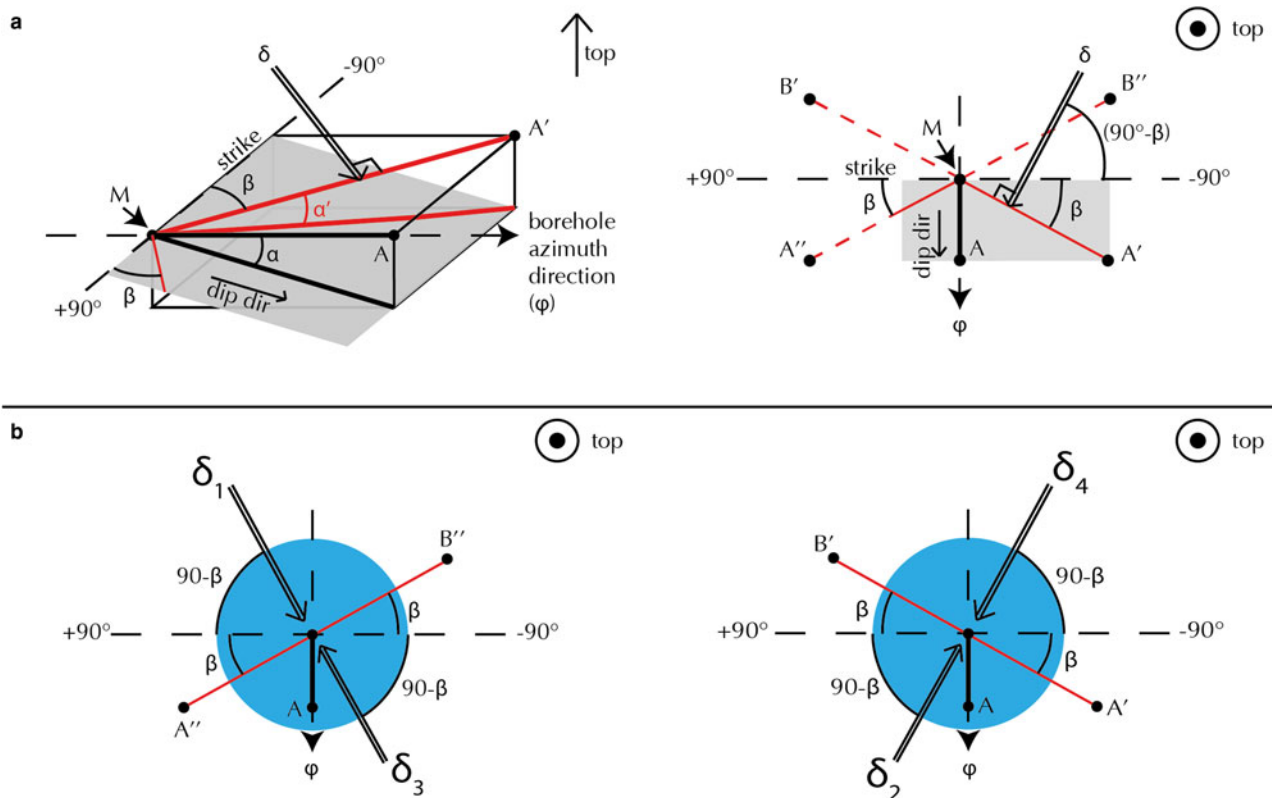 a
δ
-90°
top
strike
A′
β
M
α′
α
A
borehole
azimuth
direction
(φ)
β
+90°
dip dir
top
δ
B′
B′′
M
(90°-β)
+90°
strike
-90°
β
β
A′′
dip dir
A
A′
φ
b
top
δ1
B′′
90-β
β
+90°
-90°
β
90-β
A′′
A
φ
δ3
top
δ4
B′
90-β
β
+90°
-90°
β
90-β
A
A′
φ
δ2